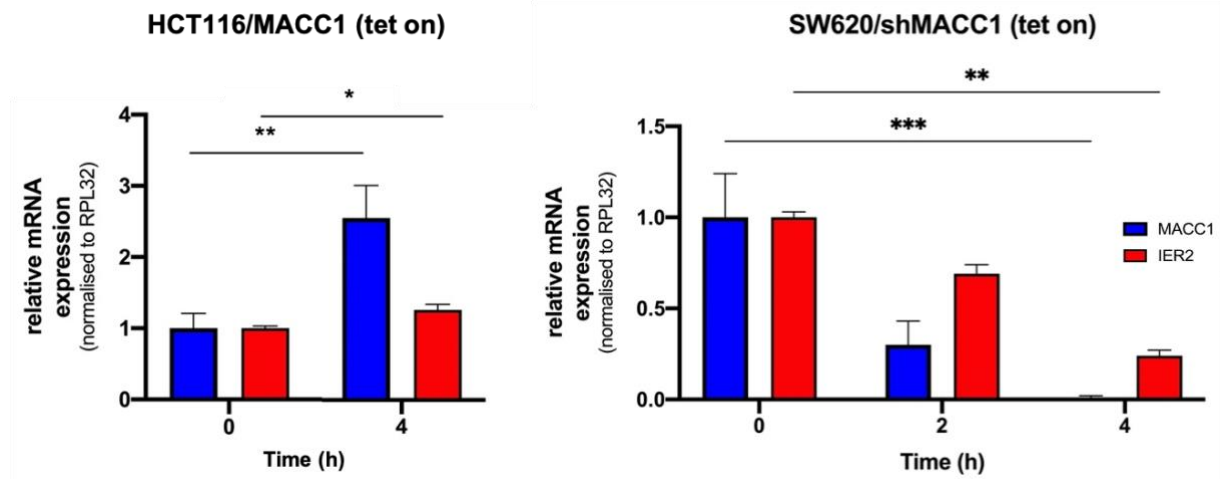 HCT116/MACC1 (tet on)
relative mRNA
expression
(normalised to RPL32)
4
3
2
1
0
*
**
0
4
Time (h)
SW620/shMACC1 (tet on)
relative mRNA
expression
(normalised to RPL32)
1.5
1.0
0.5
0.0
**
***
0
2
4
Time (h)
MACC1
IER2